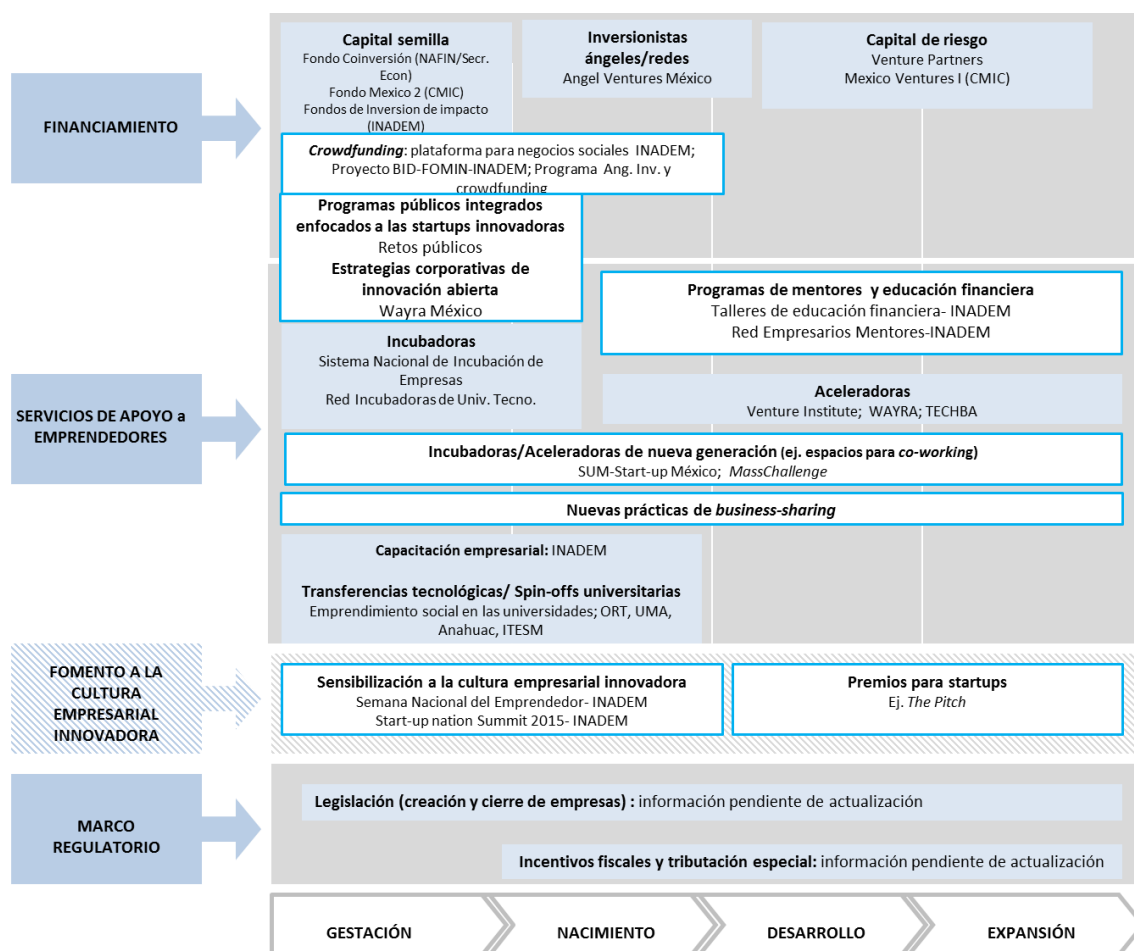 FINANCIAMIENTO
Capital semilla
Fondo Coinversión (NAFIN/Secr.
Econ)
Fondo Mexico 2 (CMIC)
Fondos de Inversion de impacto
(INADEM)
Inversionistas
ángeles/redes
Angel Ventures México
Capital de riesgo
Venture Partners
Mexico Ventures I (CMIC)
Crowdfunding: plataforma para negocios sociales INADEM;
Proyecto BID-FOMIN-INADEM; Programa Ang. Inv. y
crowdfunding
Programas públicos integrados
enfocados a las startups innovadoras
Retos públicos
Estrategias corporativas de
innovación abierta
Wayra México
SERVICIOS DE APOYO a
EMPRENDEDORES
Programas de mentores y educación financiera
Talleres de educación financiera- INADEM
Red Empresarios Mentores-INADEM
Incubadoras
Sistema Nacional de Incubación de
Empresas
Red Incubadoras de Univ. Tecno.
Aceleradoras
Venture Institute; WAYRA; TECHBA
Incubadoras/Aceleradoras de nueva generación (ej. espacios para co-working)
SUM-Start-up México; MassChallenge
Nuevas prácticas de business-sharing
Capacitación empresarial: INADEM
Transferencias tecnológicas/ Spin-offs universitarias
Emprendimiento social en las universidades; ORT, UMA,
Anahuac, ITESM
FOMENTO A LA
CULTURA
EMPRESARIAL
INNOVADORA
Sensibilización a la cultura empresarial innovadora
Semana Nacional del Emprendedor- INADEM
Start-up nation Summit 2015- INADEM
Premios para startups
Ej. The Pitch
MARCO
REGULATORIO
Legislación (creación y cierre de empresas) : información pendiente de actualización
Incentivos fiscales y tributación especial: información pendiente de actualización
GESTACIÓN
NACIMIENTO
DESARROLLO
EXPANSIÓN